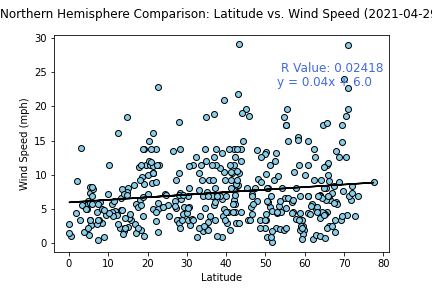 Northern Hemisphere Comparison: Latitude vs. Wind Speed (2021-04-29
R Value: 0.02418
y = 0.04x + 6.0
Wind Speed (mph)
30
25
20
15
10
5
0
0 10 20 30 40 50 60 70 80
Latitude